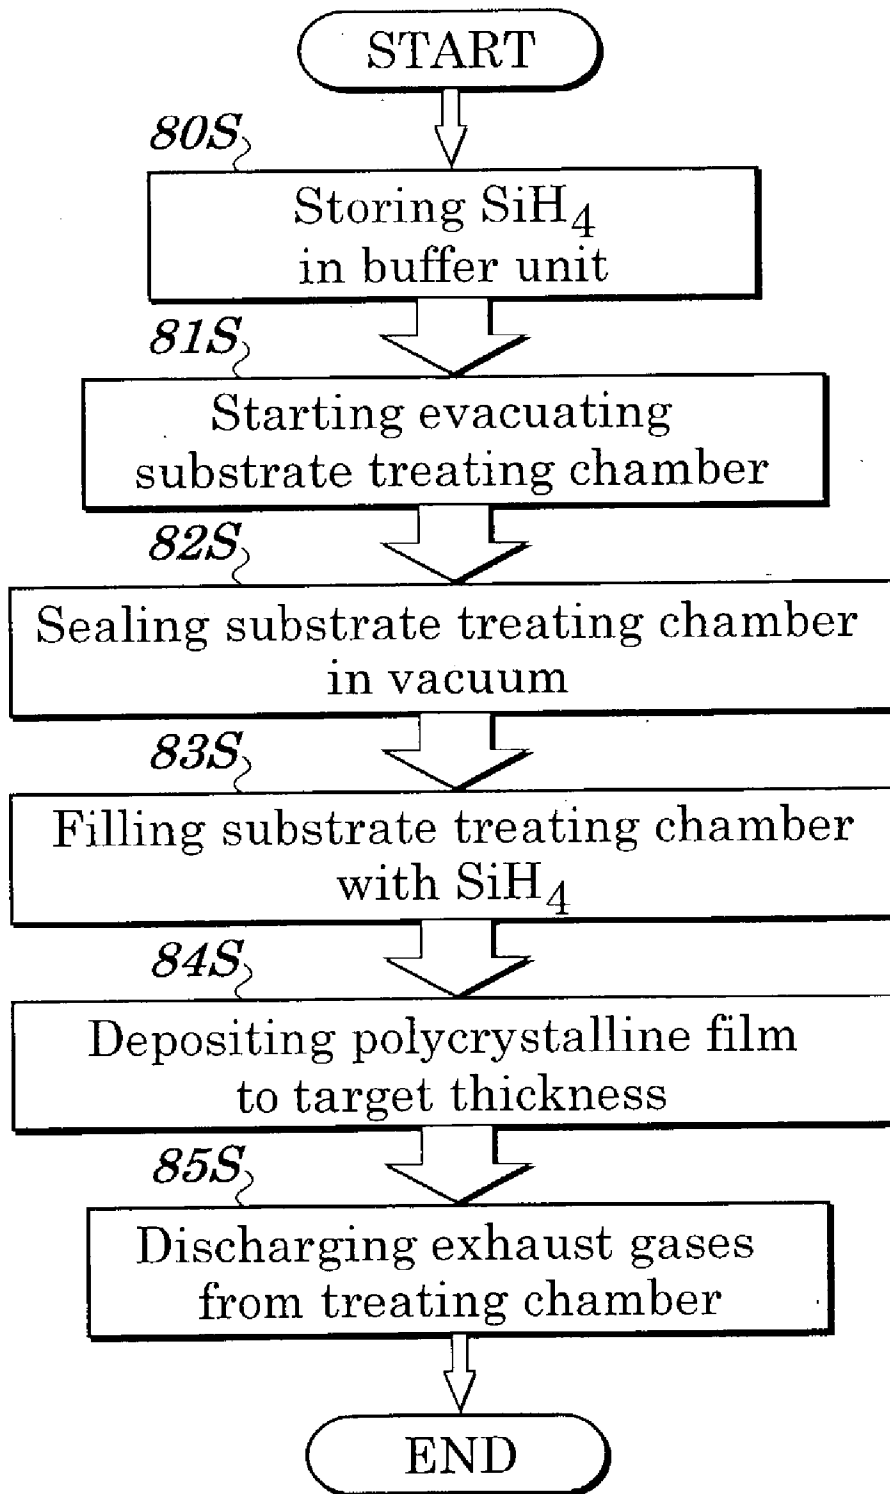 START
80S
Storing SiH₄
in buffer unit
81S
Starting evacuating
substrate treating chamber
82S
Sealing substrate treating chamber
in vacuum
83S
Filling substrate treating chamber
with SiH₄
84S
Depositing polycrystalline film
to target thickness
85S
Discharging exhaust gases
from treating chamber
END